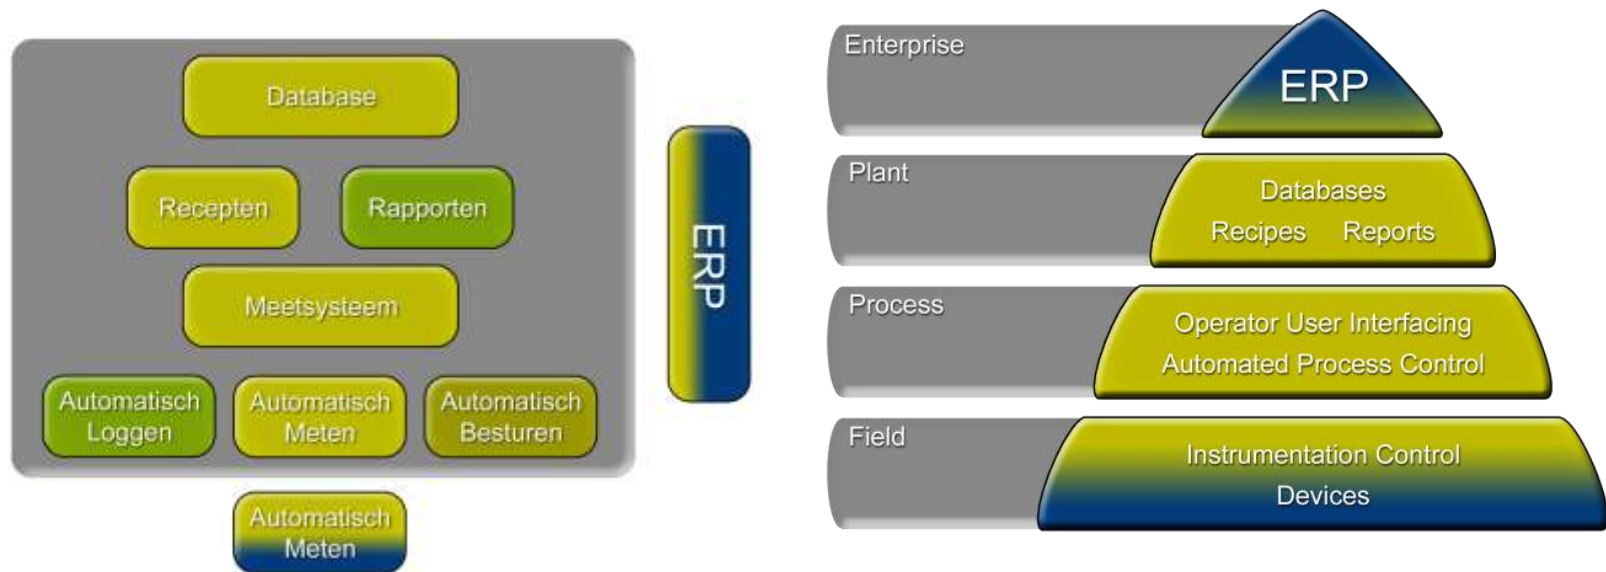 Database
Recepten
Rapporten
Meetsysteem
Automatisch
Loggen
Automatisch
Meten
Automatisch
Besturen
Automatisch
Meten
ERP
Enterprise
ERP
Plant
Databases
Recipes Reports
Process
Operator User Interfacing
Automated Process Control
Field
Instrumentation Control
Devices